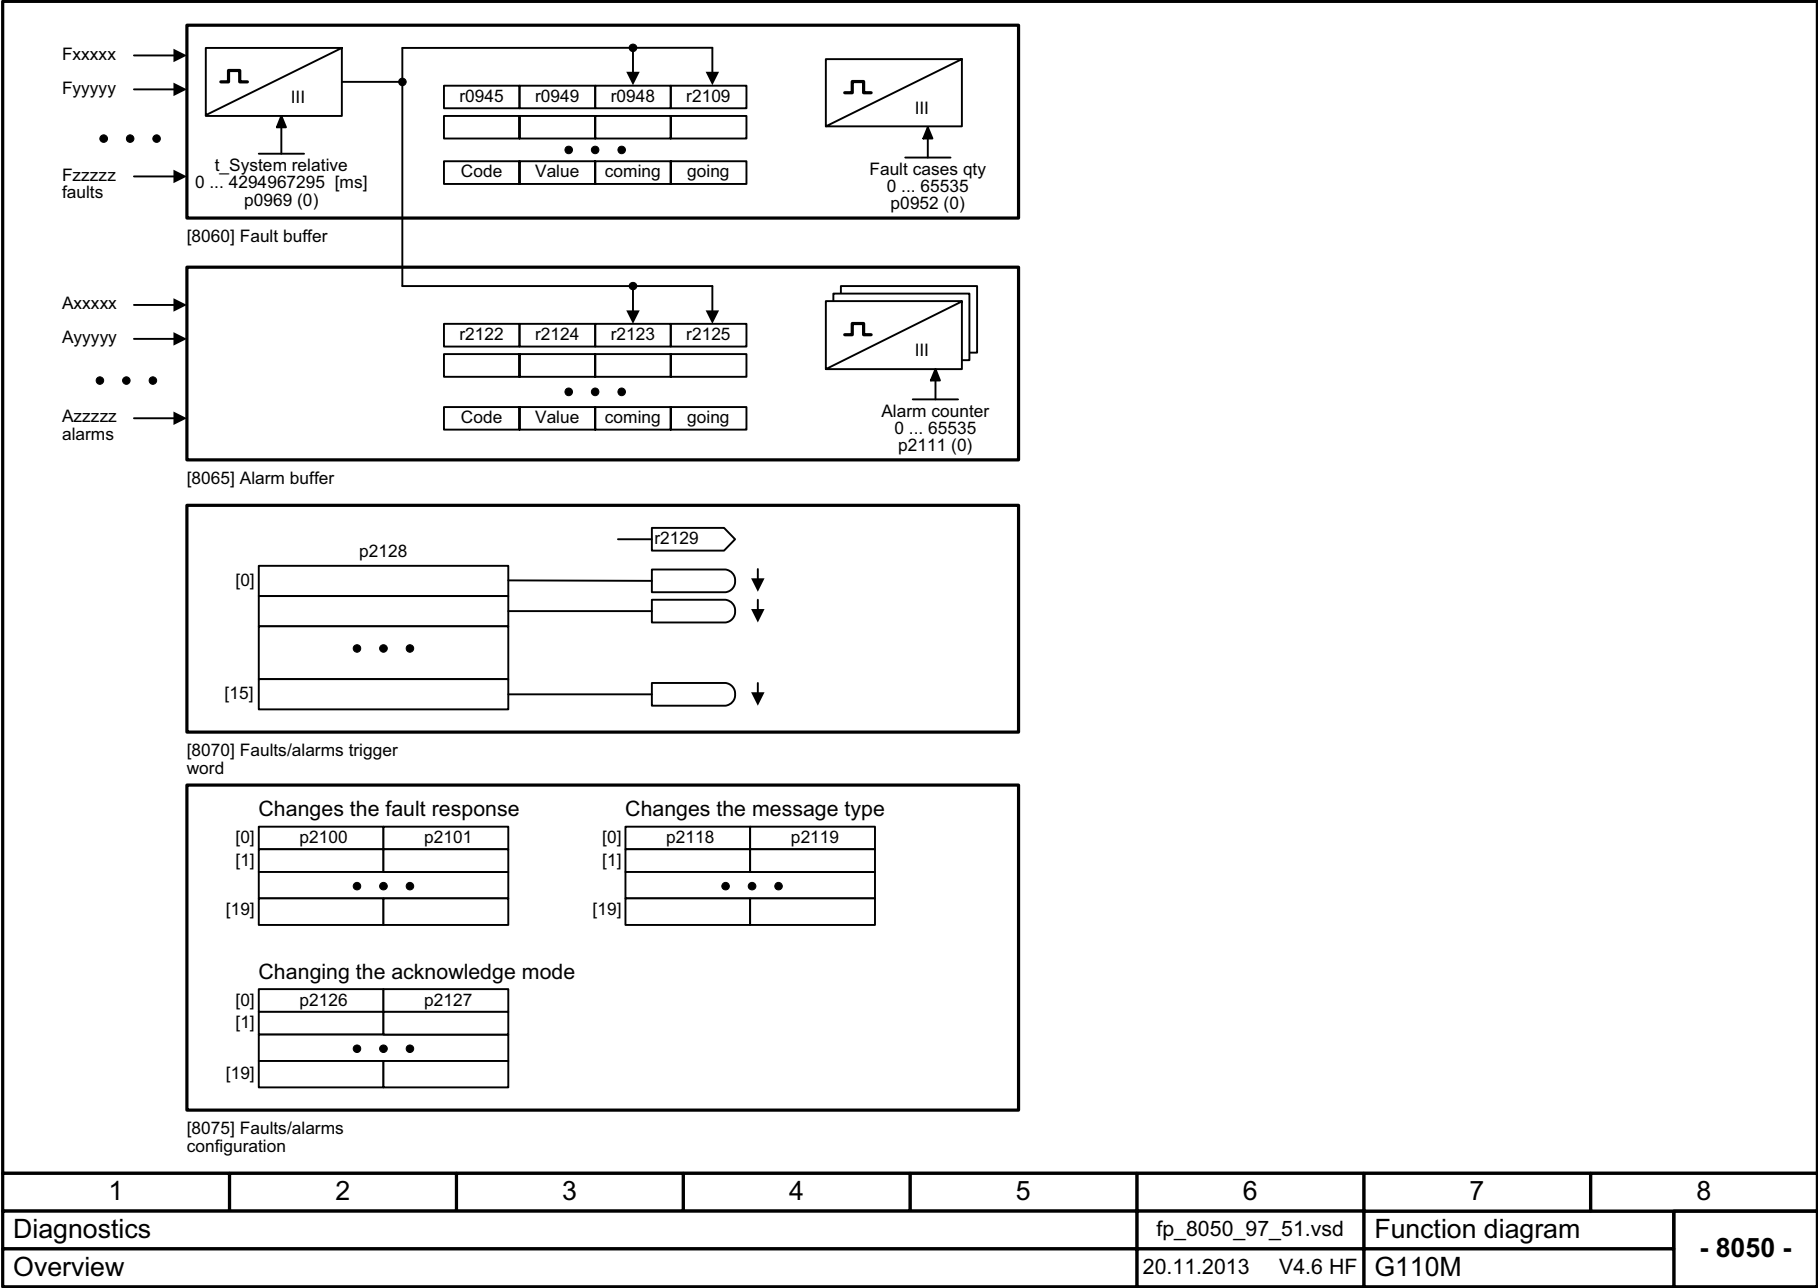 Fxxxxx
Fyyyyy
Fzzzzz
faults
III
t_System relative
0 ... 4294967295 [ms]
p0969 (0)
r0945 r0949 r0948 r2109
Code Value coming going
III
Fault cases qty
0 ... 65535
p0952 (0)
[8060] Fault buffer
Axxxxx
Ayyyyy
Azzzzz
alarms
r2122 r2124 r2123 r2125
Code Value coming going
III
Alarm counter
0 ... 65535
p2111 (0)
[8065] Alarm buffer
p2128
r2129
[0]
[15]
[8070] Faults/alarms trigger
word
Changes the fault response
[0] p2100 p2101
[1]
[19]
Changes the message type
[0] p2118 p2119
[1]
[19]
Changing the acknowledge mode
[0] p2126 p2127
[1]
[19]
[8075] Faults/alarms
configuration
1 2 3 4 5 6 7 8
Diagnostics fp_8050_97_51.vsd Function diagram
- 8050 -
Overview 20.11.2013 V4.6 HF G110M